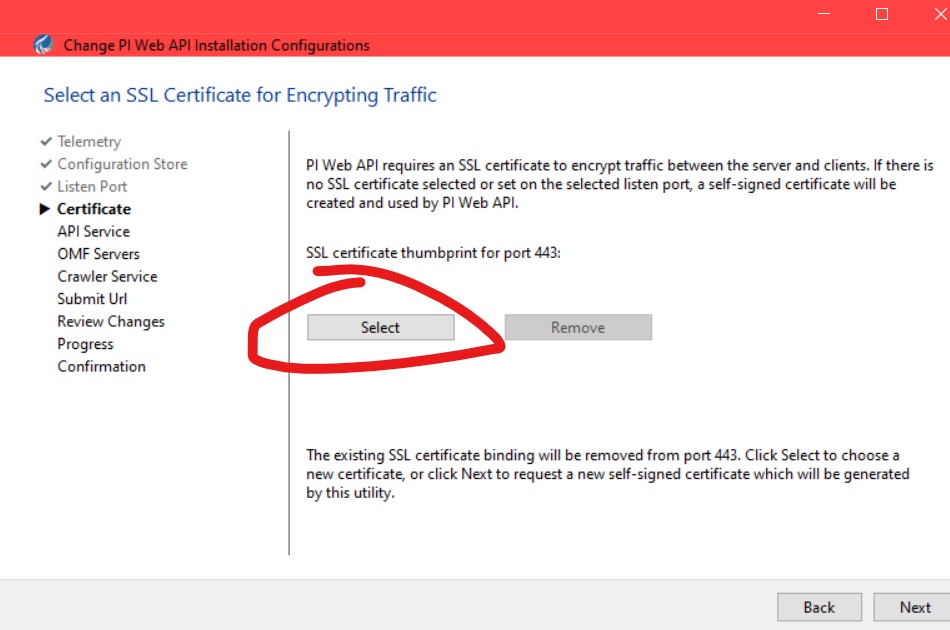 Change PI Web API Installation Configurations
Select an SSL Certificate for Encrypting Traffic
Telemetry
Configuration Store
Listen Port
Certificate
API Service
OMF Servers
Crawler Service
Submit Url
Review Changes
Progress
Confirmation
PI Web API requires an SSL certificate to encrypt traffic between the server and clients. If there is
no SSL certificate selected or set on the selected listen port, a self-signed certificate will be
created and used by PI Web API.
SSL certificate thumbprint for port 443:
Select
Remove
The existing SSL certificate binding will be removed from port 443. Click Select to choose a
new certificate, or click Next to request a new self-signed certificate which will be generated
by this utility.
Back
Next